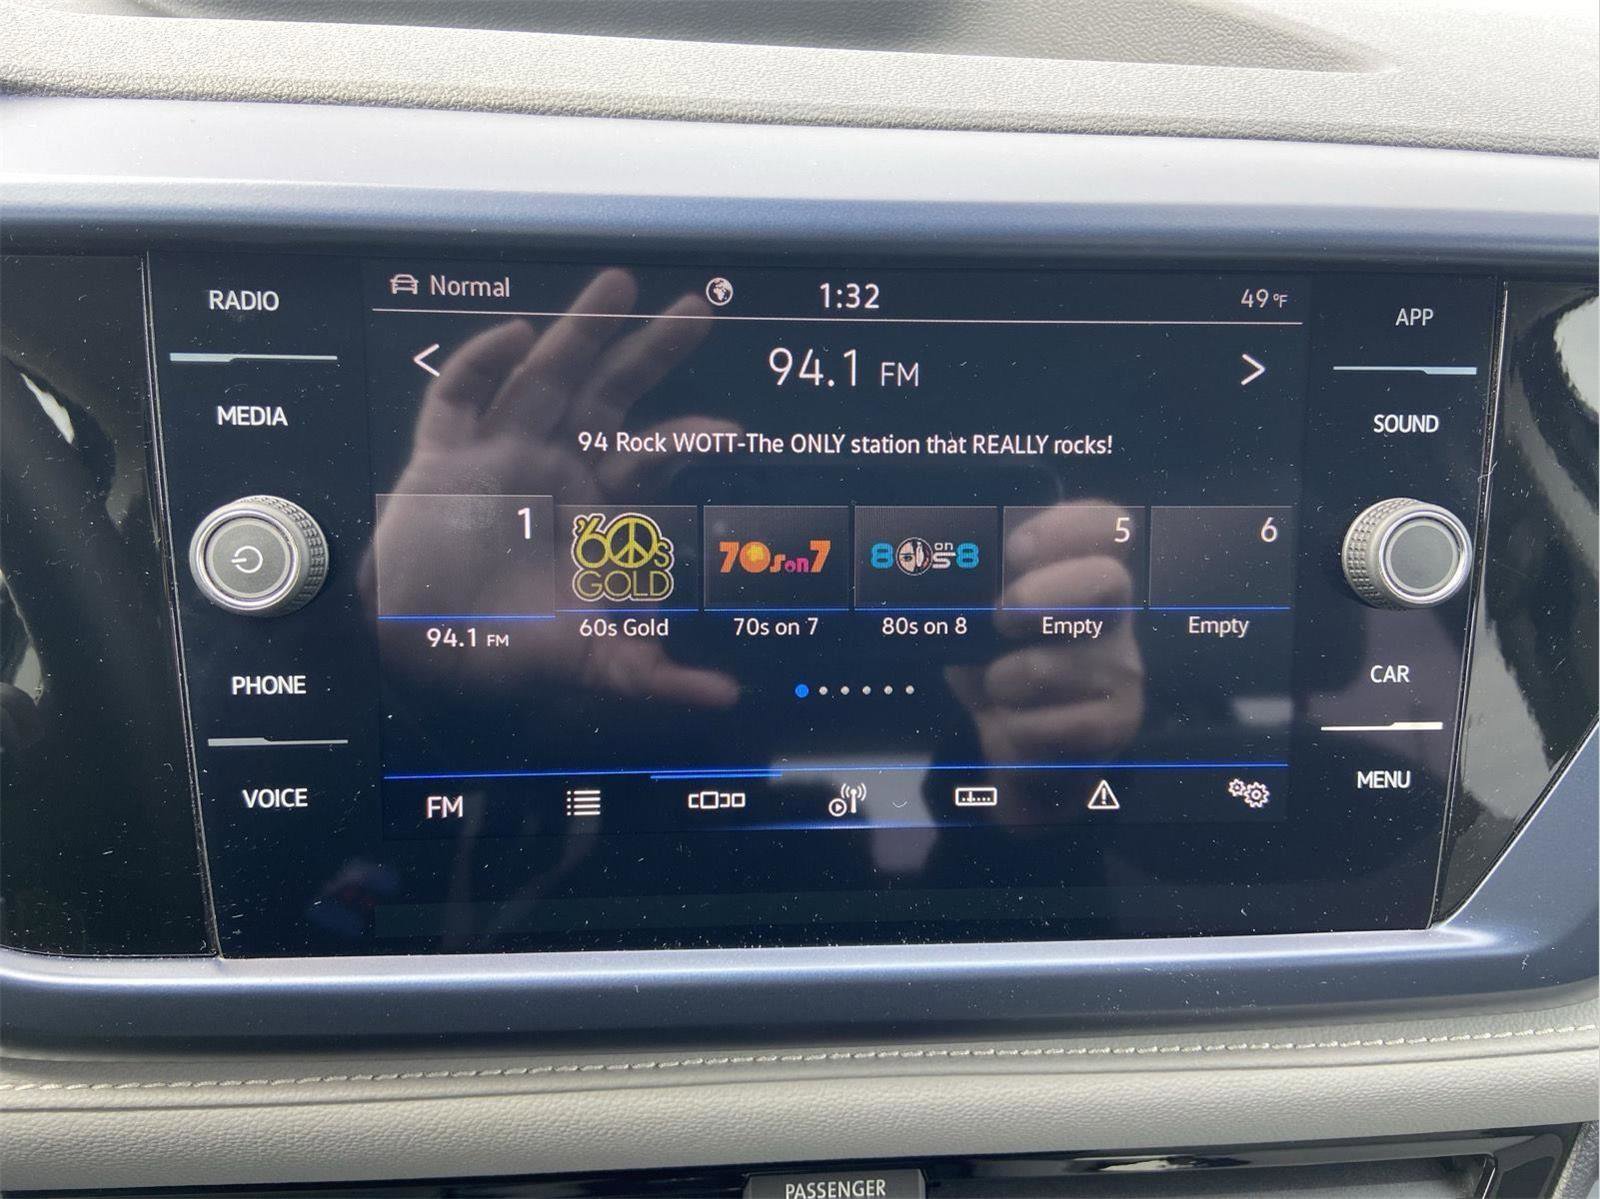 RADIO
MEDIA
PHONE
VOICE
Normal
1:32
49 °F
94.1 FM
94 Rock WOTT-The ONLY station that REALLY rocks!
1
'60s
GOLD
70s on 7
80s on 8
5
6
94.1 FM
60s Gold
70s on 7
80s on 8
Empty
Empty
FM
APP
SOUND
CAR
MENU
PASSENGER